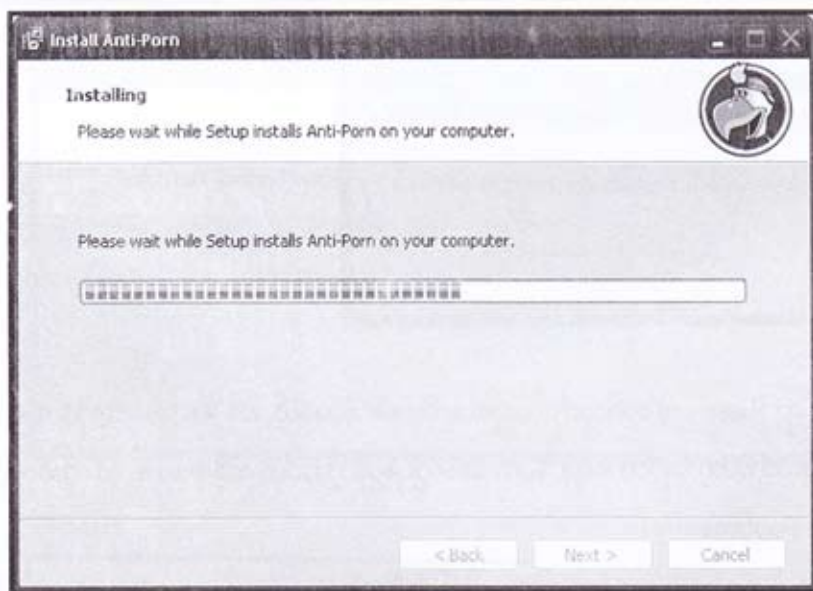 Install Anti-Porn
Installing
Please wait while Setup installs Anti-Porn on your computer.
Please wait while Setup installs Anti-Porn on your computer.
< Back
Next >
Cancel